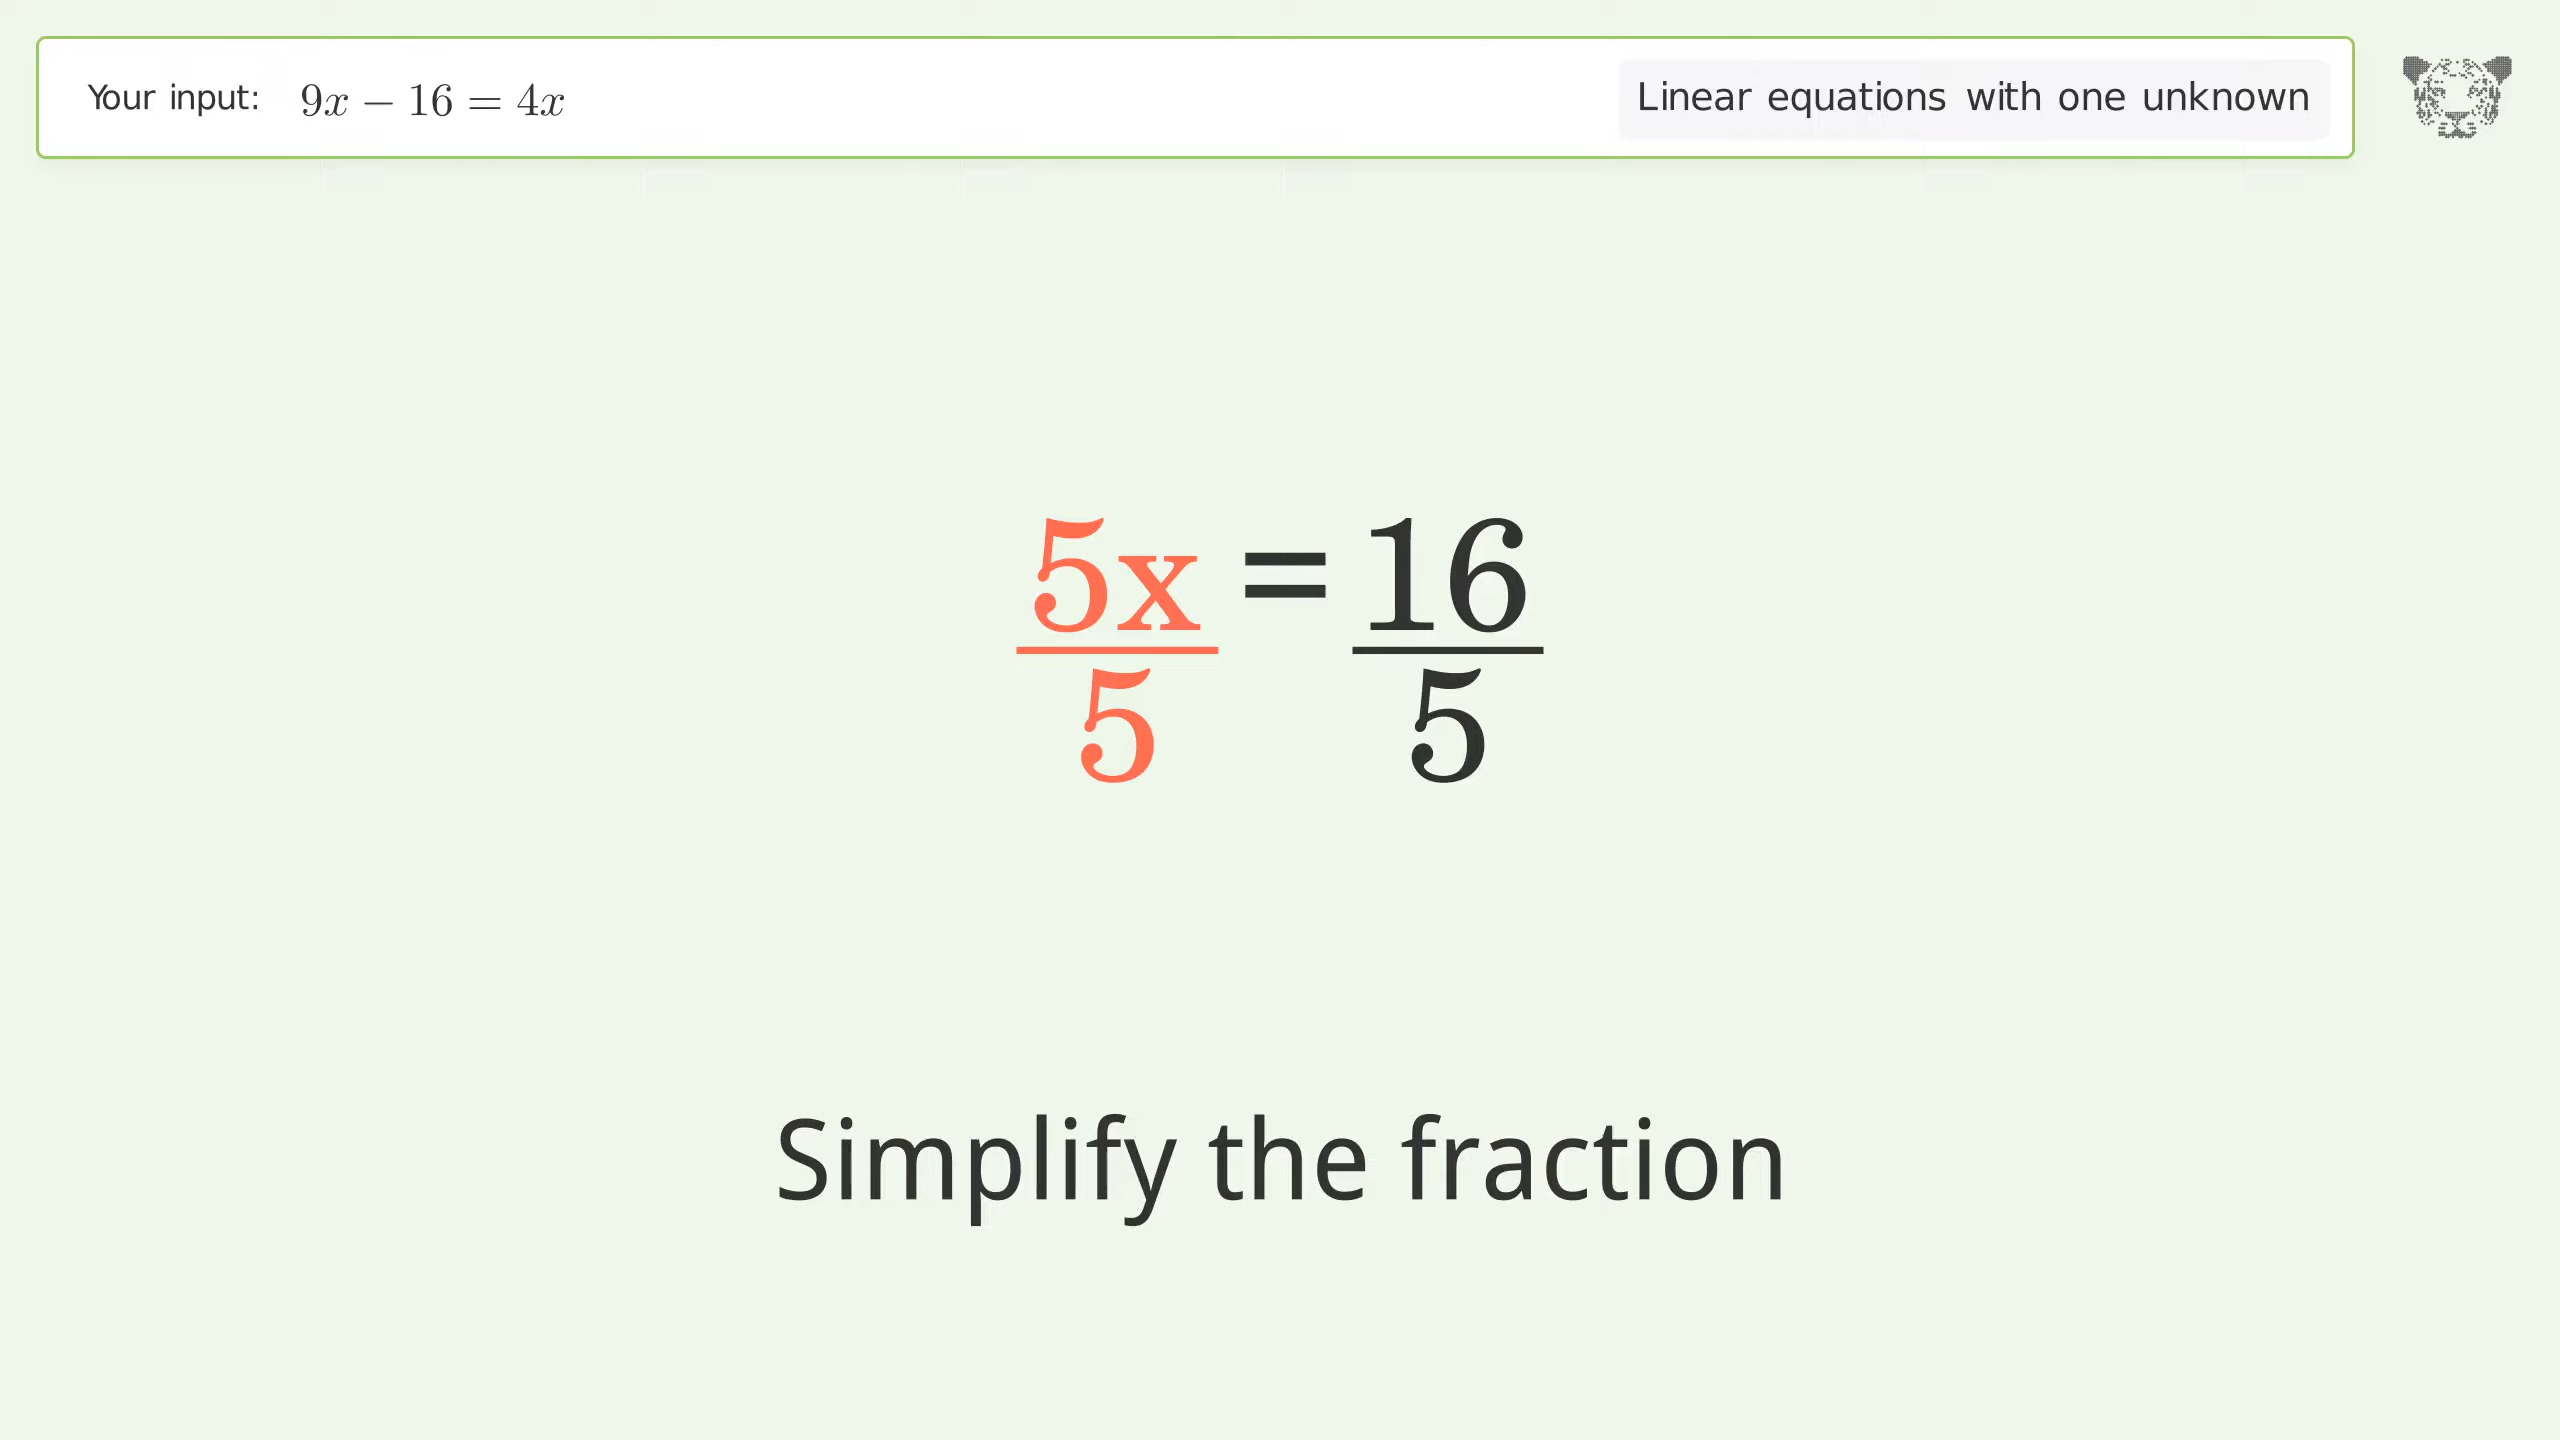 Your input: 9x − 16 = 4x
Linear equations with one unknown
5x/5 = 16/5
Simplify the fraction